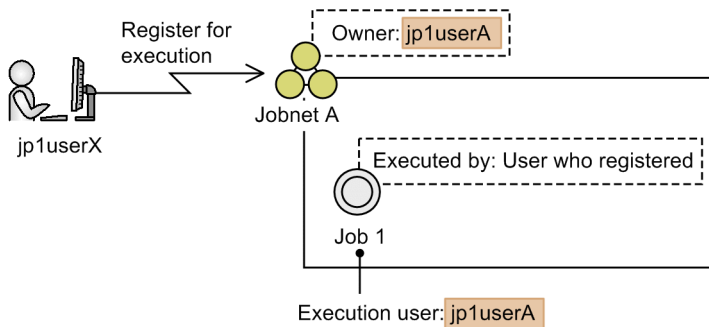 Register for
execution
Owner: jp1userA
jp1userX
Jobnet A
Executed by: User who registered
Job 1
Execution user: jp1userA